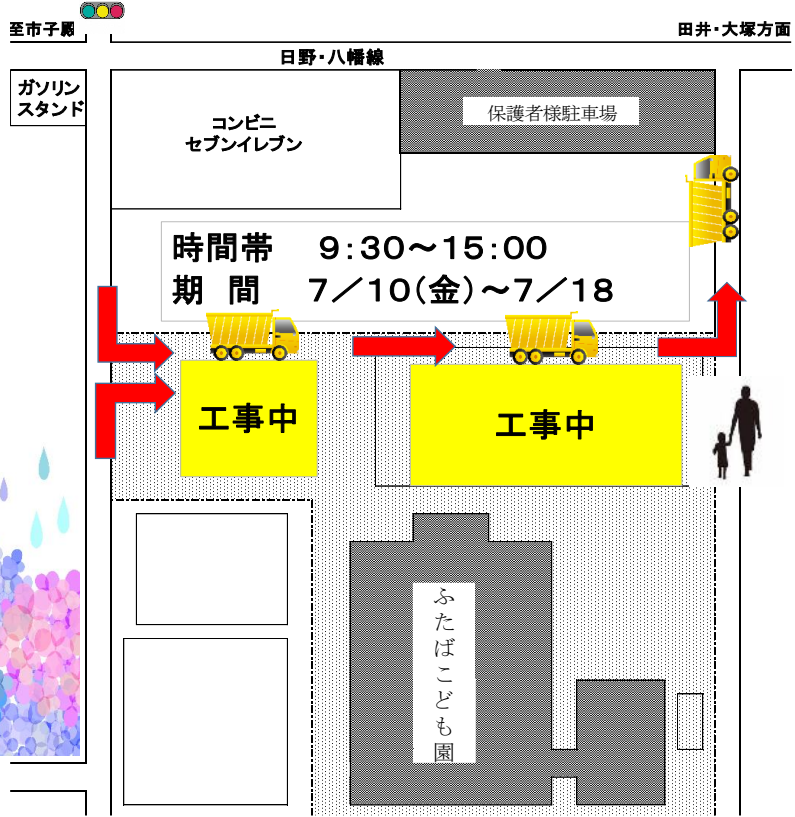 至市子殿
田井・大塚方面
日野・八幡線
ガソリン
スタンド
コンビニ
セブンイレブン
保護者様駐車場
時間帯　９：３０～１５：００
期　間　７／１０（金）～７／１８
工事中
工事中
ふたばこども園